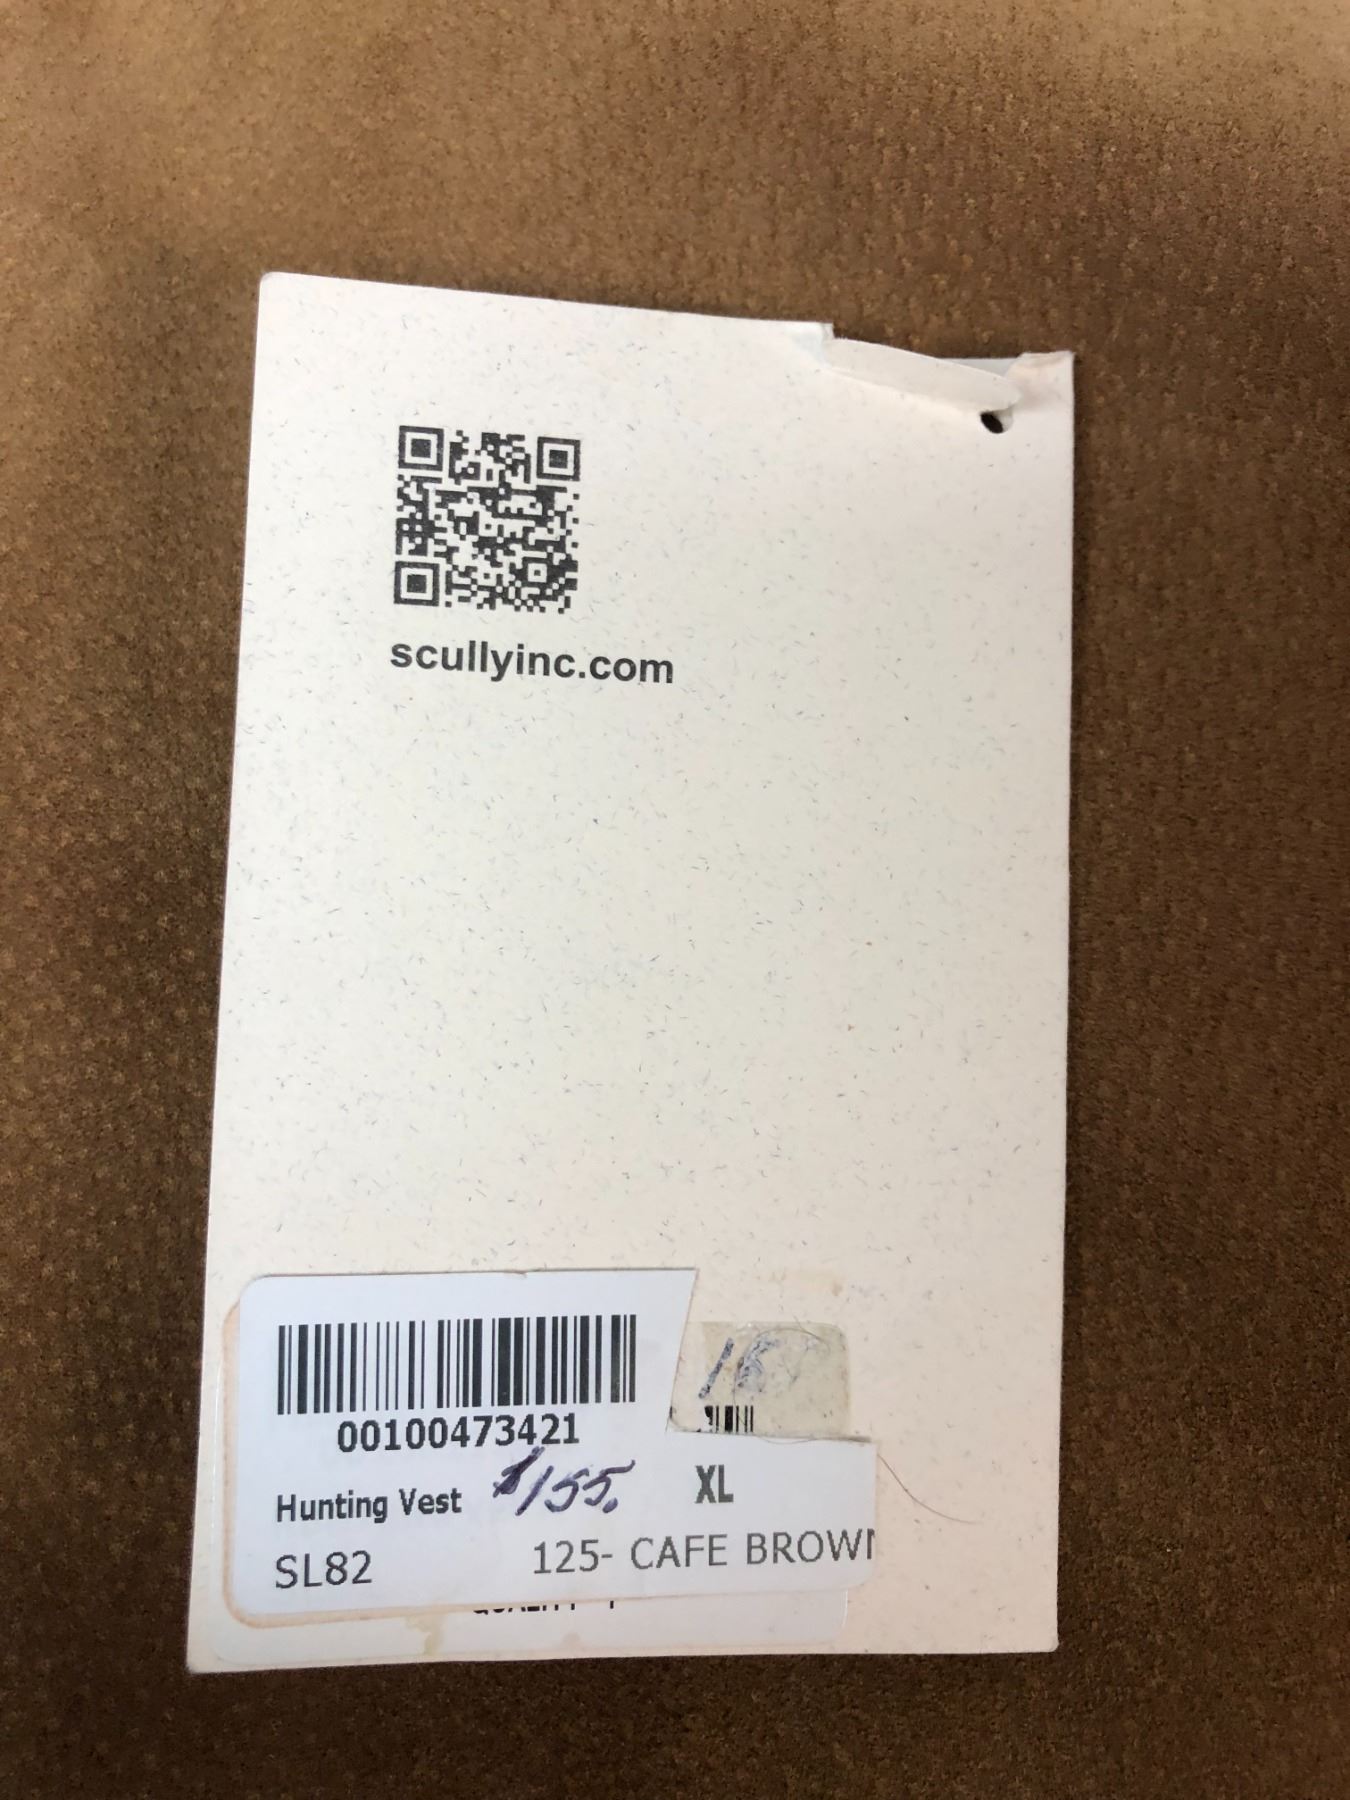 scullyinc.com
00100473421
Hunting Vest $155. XL
SL82 125- CAFE BROWN